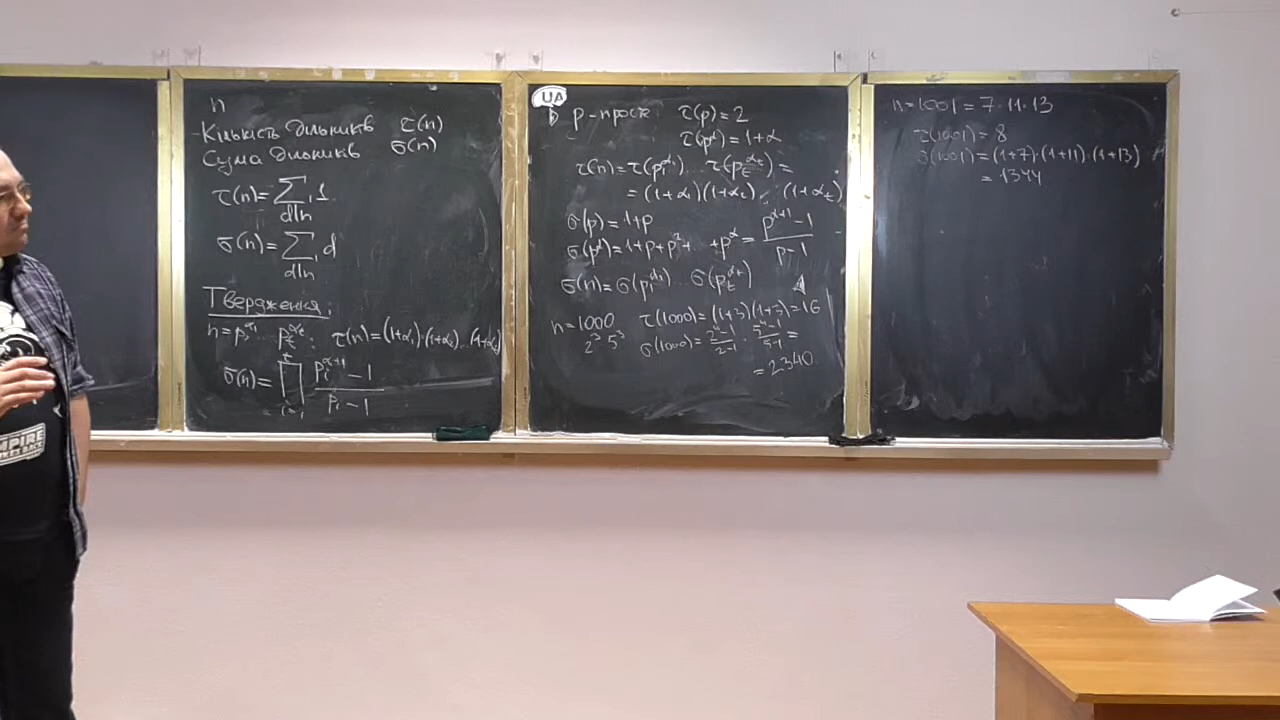 n
Кількість дільників τ(n)
Сума дільників σ(n)
τ(n)=∑_{d|n} 1
σ(n)=∑_{d|n} d
Твердження.
n=p₁^{α₁}...p_t^{α_t}: τ(n)=(1+α₁)·(1+α₂)...(1+α_t)
σ(n)=∏_{i=1}^{t} (p_i^{α_i+1}-1)/(p_i-1)
UA
p-просте τ(p)=2
τ(p^α)=1+α
τ(n)=τ(p₁^{α₁})...τ(p_t^{α_t})=
=(1+α₁)(1+α₂)...(1+α_t)
σ(p)=1+p
σ(p^α)=1+p+p²+...+p^α=(p^{α+1}-1)/(p-1)
σ(n)=σ(p₁^{α₁})...σ(p_t^{α_t})
n=1000 τ(1000)=(1+3)(1+3)=16
2³·5³ σ(1000)=(2⁴-1)/(2-1)·(5⁴-1)/(5-1)=
=2340
n=1001=7·11·13
τ(1001)=8
σ(1001)=(1+7)·(1+11)·(1+13)
=1344
EMPIRE